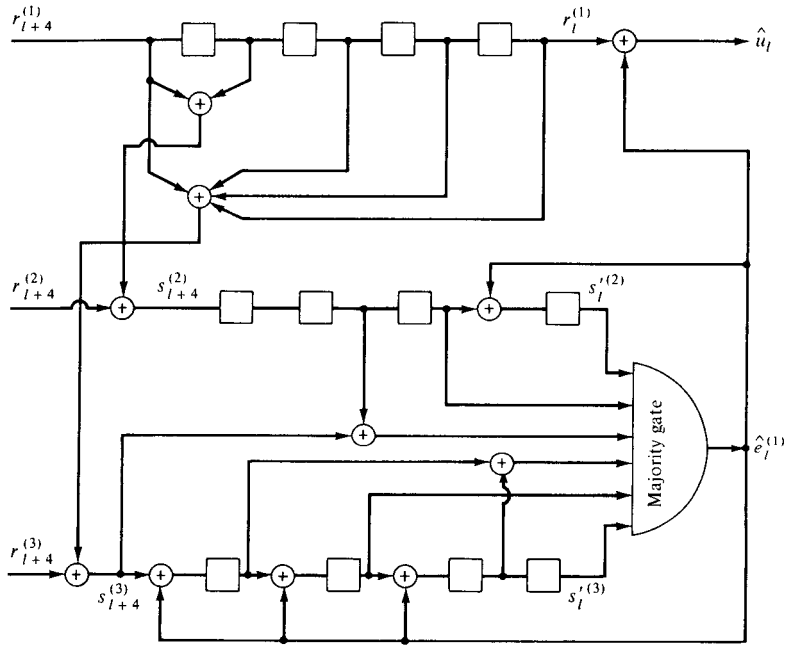 r_{l+4}^{(1)}
r_l^{(1)}
û_l
r_{l+4}^{(2)}
s_{l+4}^{(2)}
s'_l^{(2)}
Majority gate
ê_l^{(1)}
r_{l+4}^{(3)}
s_{l+4}^{(3)}
s'_l^{(3)}